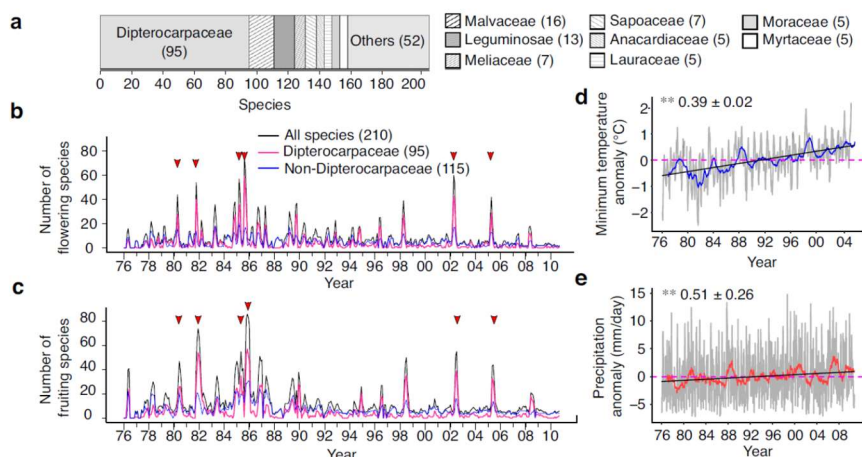 a
Dipterocarpaceae
(95)
Others (52)
0 20 40 60 80 100 120 140 160 180 200
Species
Malvaceae (16)
Leguminosae (13)
Meliaceae (7)
Sapoaceae (7)
Anacardiaceae (5)
Lauraceae (5)
Moraceae (5)
Myrtaceae (5)
b
Number of
flowering species
80
60
40
20
0
All species (210)
Dipterocarpaceae (95)
Non-Dipterocarpaceae (115)
76 78 80 82 84 86 88 90 92 94 96 98 00 02 04 06 08 10
Year
c
Number of
fruiting species
80
60
40
20
0
76 78 80 82 84 86 88 90 92 94 96 98 00 02 04 06 08 10
Year
d
Minimum temperature
anomaly (°C)
** 0.39 ± 0.02
2
1
0
−1
−2
76 80 84 88 92 96 00 04
Year
e
Precipitation
anomaly (mm/day)
** 0.51 ± 0.26
15
10
5
0
−5
76 80 84 88 92 96 00 04 08
Year